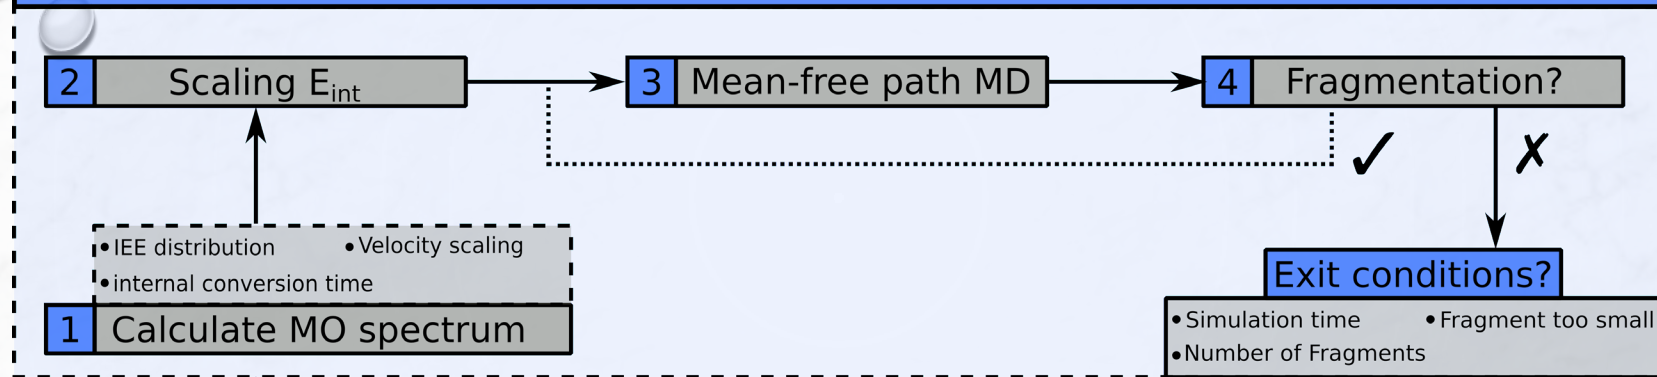 2 Scaling Eint
3 Mean-free path MD
4 Fragmentation?
✓
✗
• IEE distribution • Velocity scaling
• internal conversion time
1 Calculate MO spectrum
Exit conditions?
• Simulation time • Fragment too small
• Number of Fragments